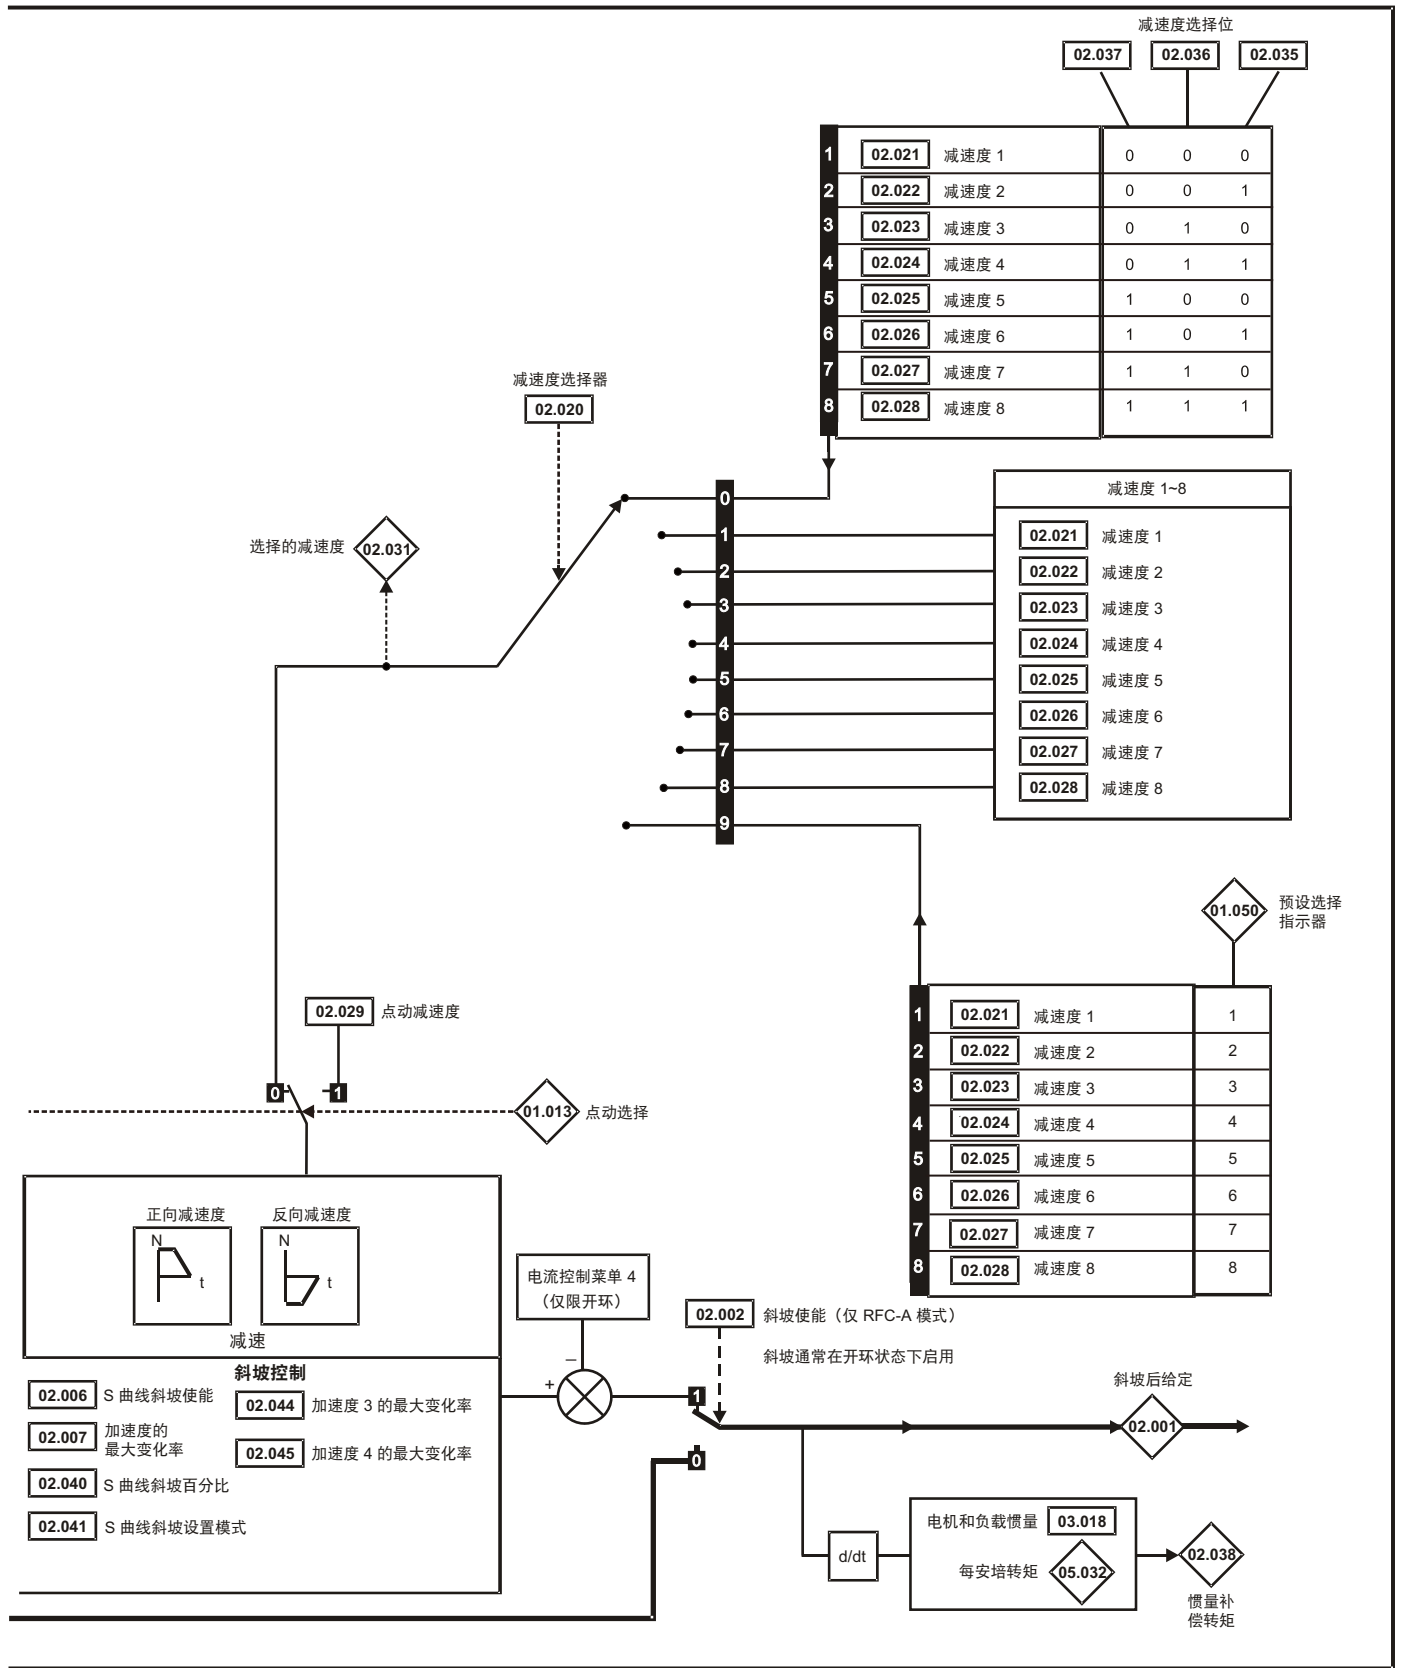 减速度选择位
02.037 02.036 02.035
1 02.021 减速度 1 0 0 0
2 02.022 减速度 2 0 0 1
3 02.023 减速度 3 0 1 0
4 02.024 减速度 4 0 1 1
5 02.025 减速度 5 1 0 0
6 02.026 减速度 6 1 0 1
7 02.027 减速度 7 1 1 0
8 02.028 减速度 8 1 1 1
减速度选择器
02.020
选择的减速度 02.031
0
1
2
3
4
5
6
7
8
9
减速度 1~8
02.021 减速度 1
02.022 减速度 2
02.023 减速度 3
02.024 减速度 4
02.025 减速度 5
02.026 减速度 6
02.027 减速度 7
02.028 减速度 8
01.050 预设选择
指示器
1 02.021 减速度 1 1
2 02.022 减速度 2 2
3 02.023 减速度 3 3
4 02.024 减速度 4 4
5 02.025 减速度 5 5
6 02.026 减速度 6 6
7 02.027 减速度 7 7
8 02.028 减速度 8 8
02.029 点动减速度
0 1
01.013 点动选择
正向减速度 反向减速度
N N
t t
减速
斜坡控制
02.006 S 曲线斜坡使能
02.007 加速度的
最大变化率
02.040 S 曲线斜坡百分比
02.041 S 曲线斜坡设置模式
02.044 加速度 3 的最大变化率
02.045 加速度 4 的最大变化率
电流控制菜单 4
（仅限开环）
–
+
02.002 斜坡使能（仅 RFC-A 模式）
斜坡通常在开环状态下启用
1
0
斜坡后给定
02.001
d/dt
电机和负载惯量 03.018
每安培转矩 05.032
02.038
惯量补
偿转矩